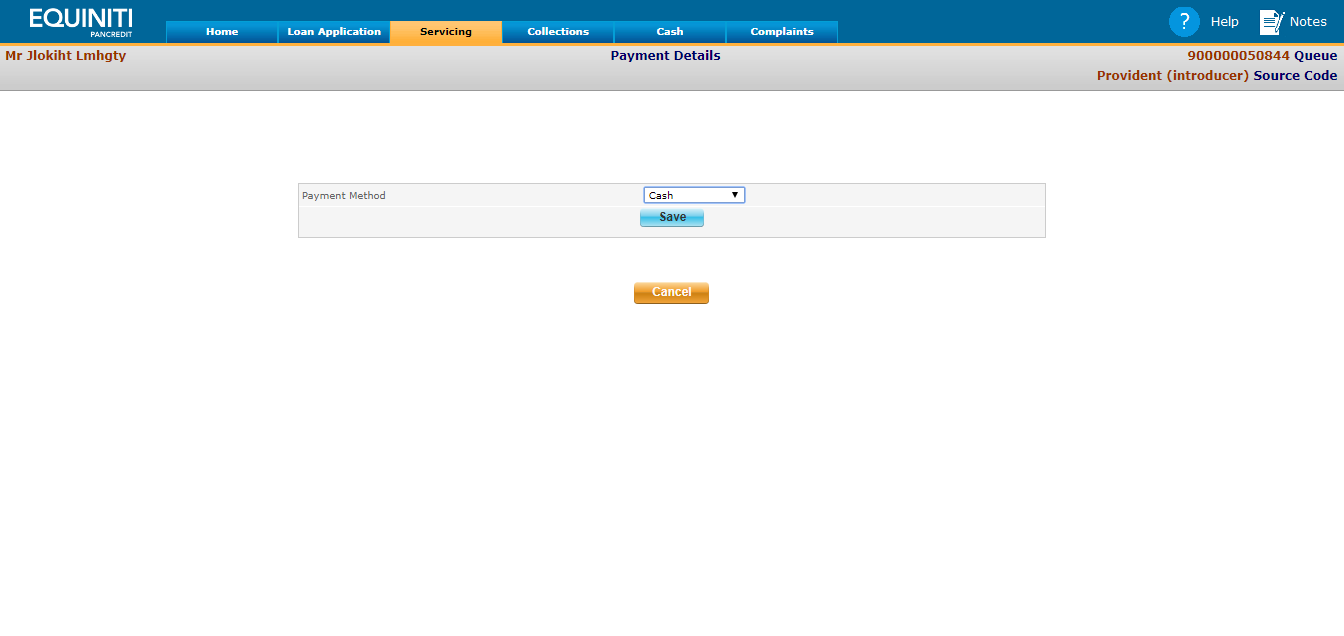 EQUINITI
PANCREDIT
Home Loan Application Servicing Collections Cash Complaints
? Help Notes
Mr Jlokiht Lmhgty Payment Details 900000050844 Queue
Provident (introducer) Source Code
Payment Method Cash
Save
Cancel